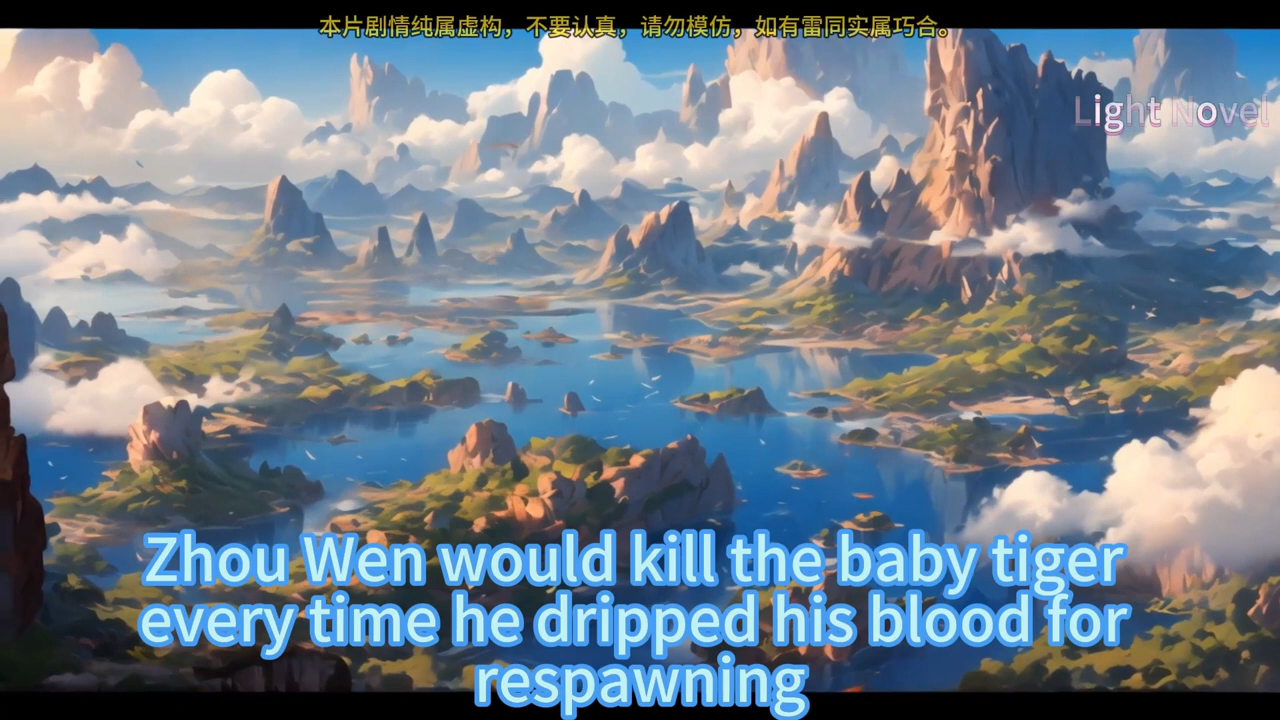 本片剧情纯属虚构，不要认真，请勿模仿，如有雷同实属巧合。
Light Novel
Zhou Wen would kill the baby tiger
every time he dripped his blood for
respawning